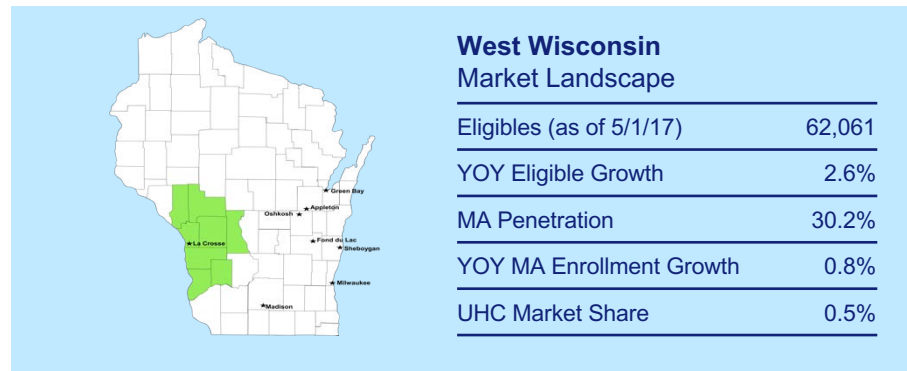 West Wisconsin
Market Landscape
Eligibles (as of 5/1/17) 62,061
YOY Eligible Growth 2.6%
MA Penetration 30.2%
YOY MA Enrollment Growth 0.8%
UHC Market Share 0.5%
Green Bay
Appleton
Oshkosh
Fond du Lac
Sheboygan
La Crosse
Milwaukee
Madison